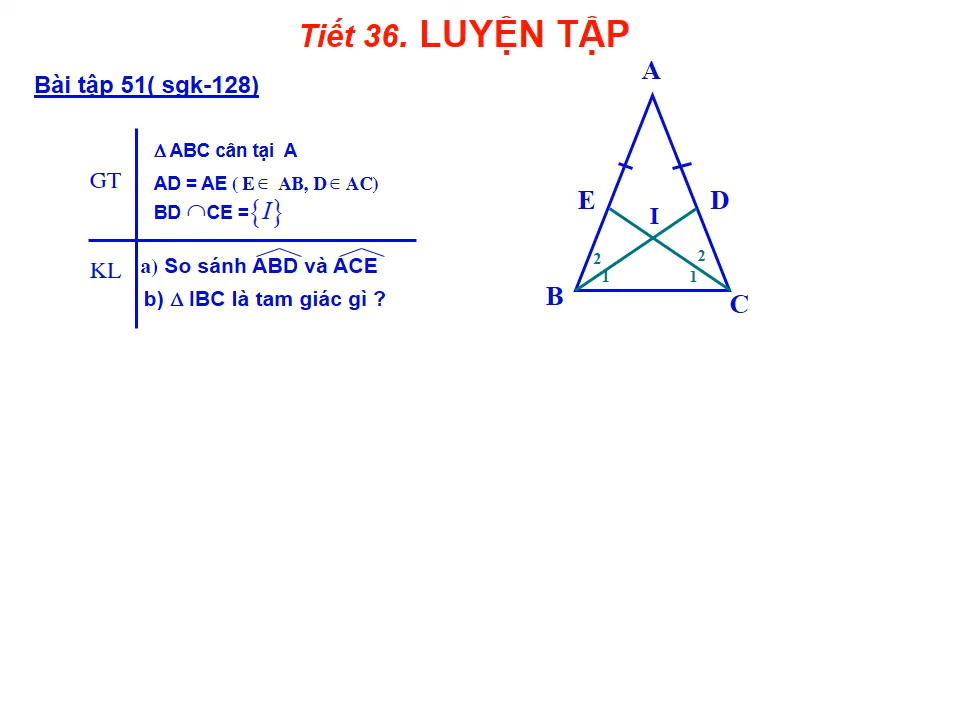 Tiết 36. LUYỆN TẬP
Bài tập 51( sgk-128)
GT
Δ ABC cân tại A
AD = AE ( E ∈ AB, D ∈ AC)
BD ∩ CE = {I}
KL
a) So sánh ABD và ACE
b) Δ IBC là tam giác gì ?
A
E
I
D
2
2
1
1
B
C